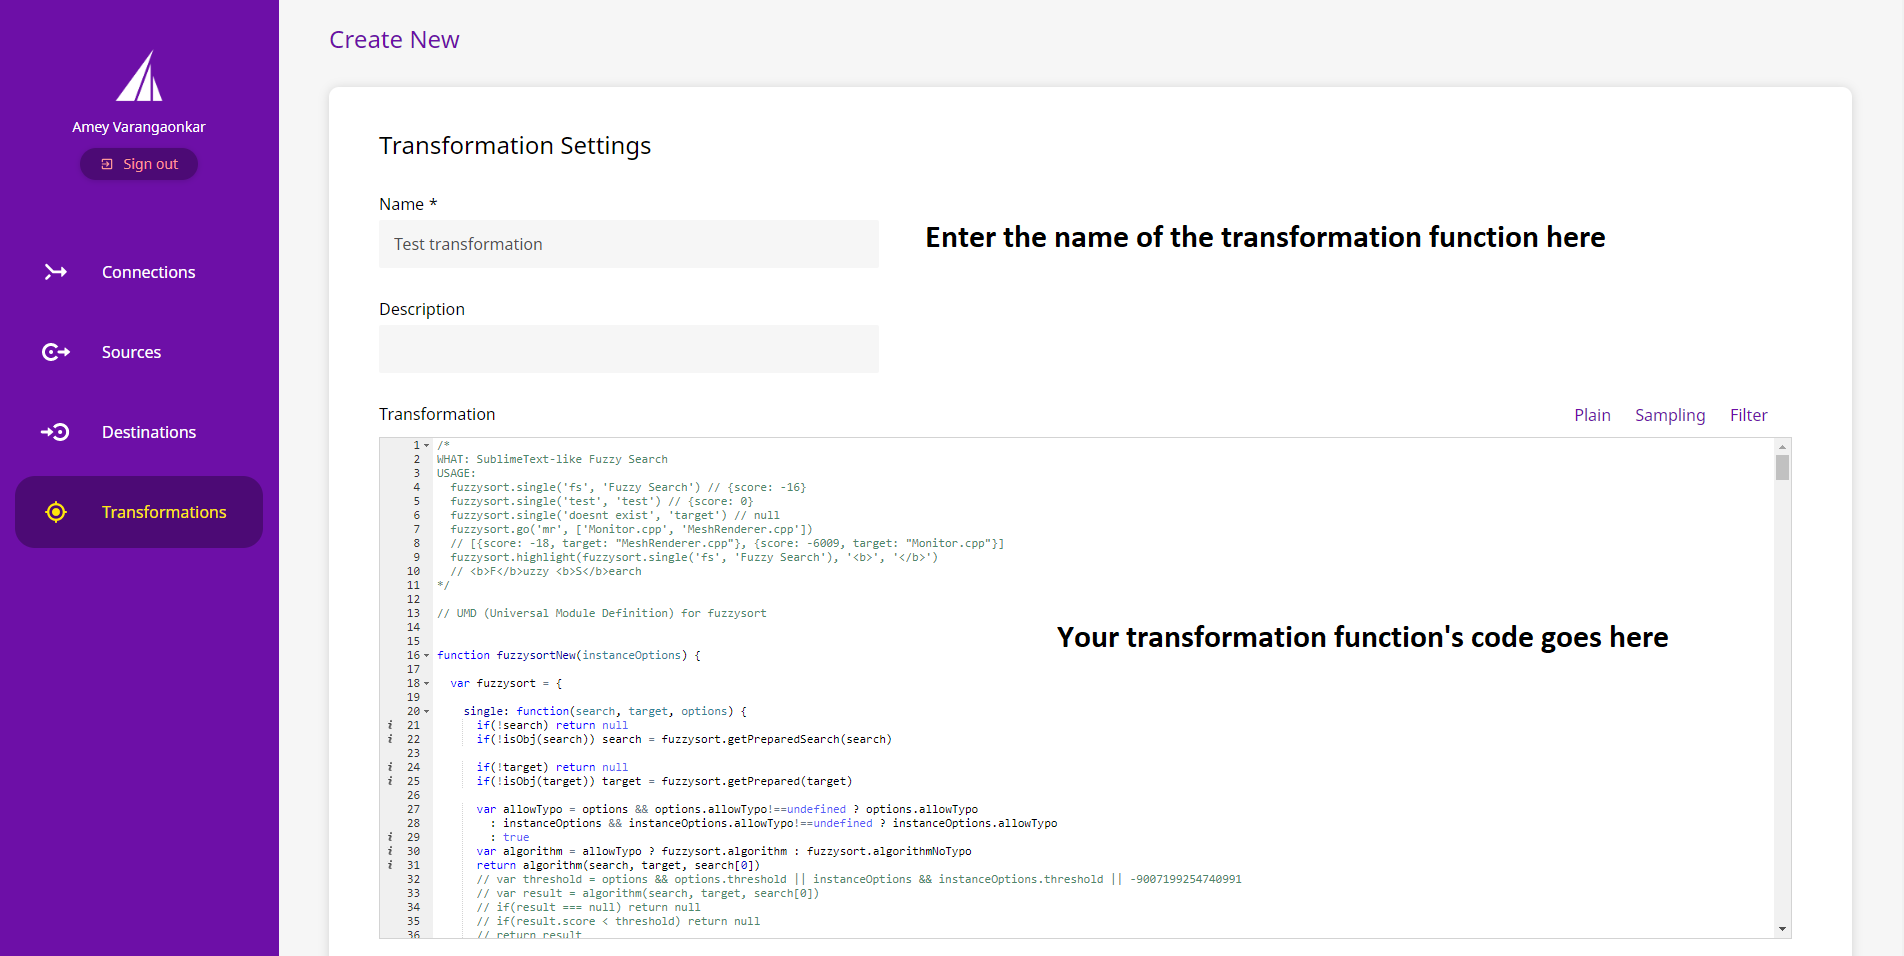 Amey Varangaonkar
Sign out
Connections
Sources
Destinations
Transformations
Create New
Transformation Settings
Name *
Test transformation
Enter the name of the transformation function here
Description
Transformation
Plain Sampling Filter
1 /*
2 WHAT: SublimeText-like Fuzzy Search
3 USAGE:
4 fuzzysort.single('fs', 'Fuzzy Search') // {score: -16}
5 fuzzysort.single('test', 'test') // {score: 0}
6 fuzzysort.single('doesnt exist', 'target') // null
7 fuzzysort.go('mr', ['Monitor.cpp', 'MeshRenderer.cpp'])
8 // [{score: -18, target: "MeshRenderer.cpp"}, {score: -6009, target: "Monitor.cpp"}]
9 fuzzysort.highlight(fuzzysort.single('fs', 'Fuzzy Search'), '<b>', '</b>')
10 // <b>F</b>uzzy <b>S</b>earch
11 */
12
13 // UMD (Universal Module Definition) for fuzzysort
14
15
Your transformation function's code goes here
16 function fuzzysortNew(instanceOptions) {
17
18 var fuzzysort = {
19
20 single: function(search, target, options) {
i 21 if(!search) return null
i 22 if(!isObj(search)) search = fuzzysort.getPreparedSearch(search)
23
i 24 if(!target) return null
i 25 if(!isObj(target)) target = fuzzysort.getPrepared(target)
26
27 var allowTypo = options && options.allowTypo!==undefined ? options.allowTypo
28 : instanceOptions && instanceOptions.allowTypo!==undefined ? instanceOptions.allowTypo
i 29 : true
i 30 var algorithm = allowTypo ? fuzzysort.algorithm : fuzzysort.algorithmNoTypo
i 31 return algorithm(search, target, search[0])
32 // var threshold = options && options.threshold || instanceOptions && instanceOptions.threshold || -9007199254740991
33 // var result = algorithm(search, target, search[0])
34 // if(result === null) return null
35 // if(result.score < threshold) return null
36 // return result